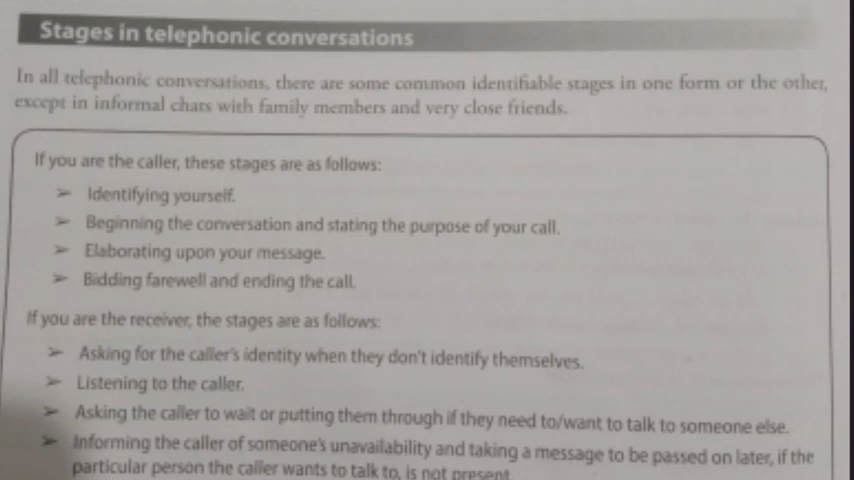 Stages in telephonic conversations
In all telephonic conversations, there are some common identifiable stages in one form or the other,
except in informal chats with family members and very close friends.
If you are the caller, these stages are as follows:
➢ Identifying yourself.
➢ Beginning the conversation and stating the purpose of your call.
➢ Elaborating upon your message.
➢ Bidding farewell and ending the call.
If you are the receiver, the stages are as follows:
➢ Asking for the caller's identity when they don't identify themselves.
➢ Listening to the caller.
➢ Asking the caller to wait or putting them through if they need to/want to talk to someone else.
➢ Informing the caller of someone's unavailability and taking a message to be passed on later, if the
particular person the caller wants to talk to, is not present.